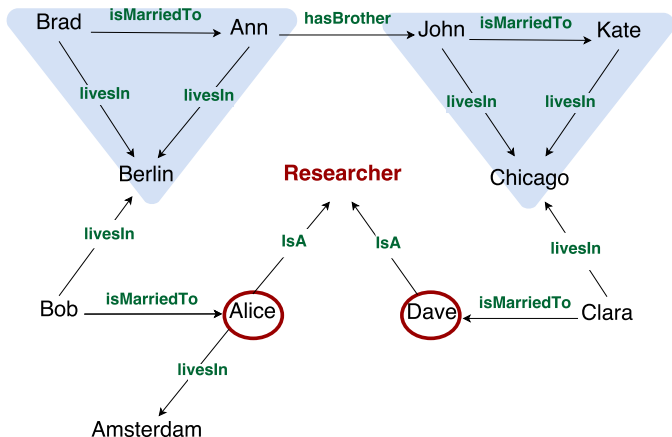 Brad isMarriedTo Ann hasBrother John isMarriedTo Kate
livesIn livesIn livesIn livesIn
Berlin Researcher Chicago
livesIn IsA IsA livesIn
Bob isMarriedTo Alice Dave isMarriedTo Clara
livesIn
Amsterdam